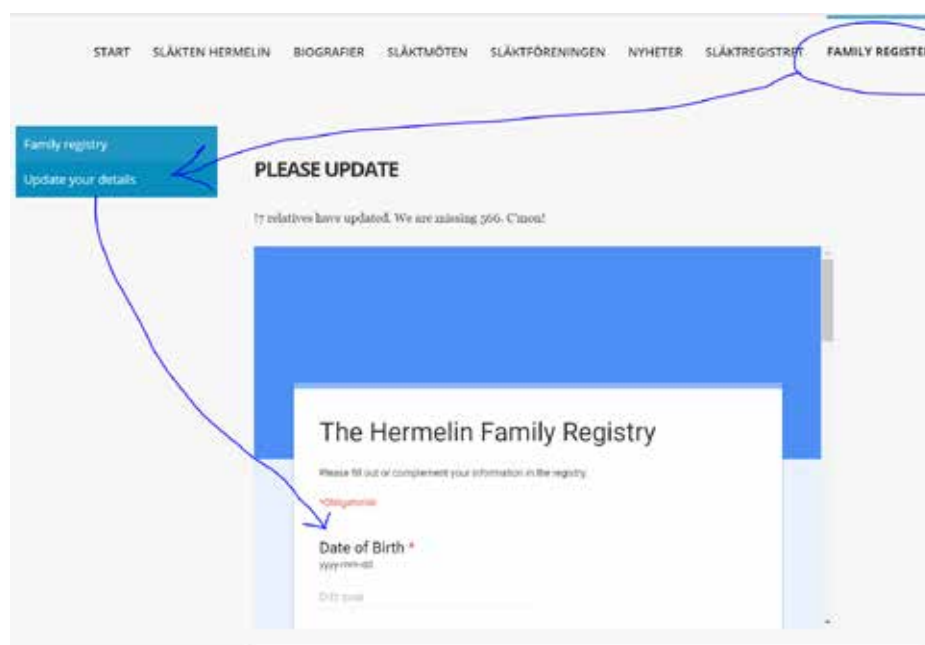 START SLÄKTEN HERMELIN BIOGRAFIER SLÄKTMÖTEN SLÄKTFÖRENINGEN NYHETER SLÄKTREGISTRET FAMILY REGISTE
Family registry
Update your details
PLEASE UPDATE
17 relatives have updated. We are missing 566. C'mon!
The Hermelin Family Registry
Please fill out or complement your information in the registry.
*Obligatorisk
Date of Birth *
yyyy-mm-dd
Ditt svar